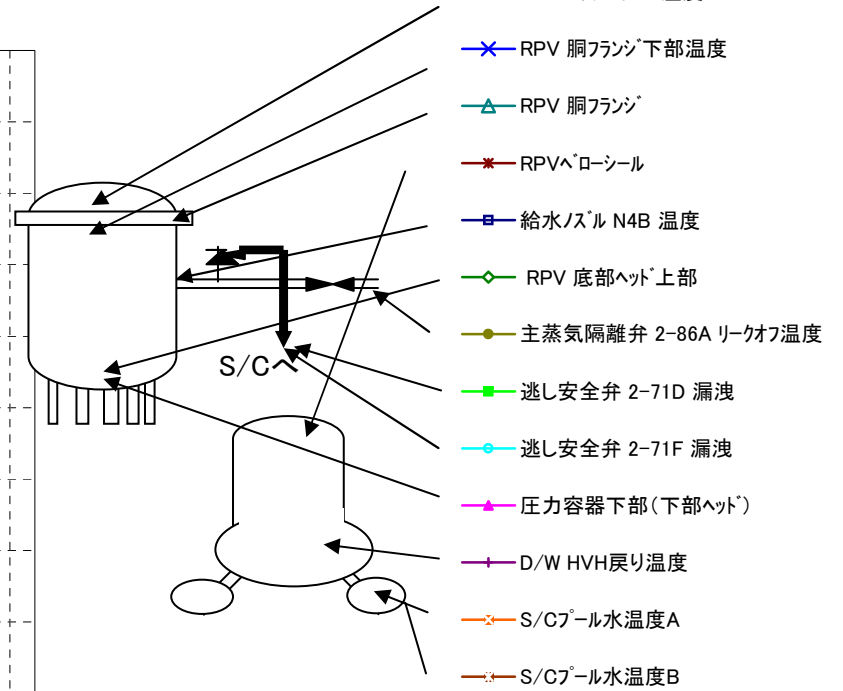 RPV 胴フランジ下部温度
RPV 胴フランジ
RPVベローシール
給水ノズル N4B 温度
RPV 底部ヘッド上部
主蒸気隔離弁 2-86A リークオフ温度
S/Cへ
逃し安全弁 2-71D 漏洩
逃し安全弁 2-71F 漏洩
圧力容器下部(下部ヘッド)
D/W HVH戻り温度
S/Cプール水温度A
S/Cプール水温度B